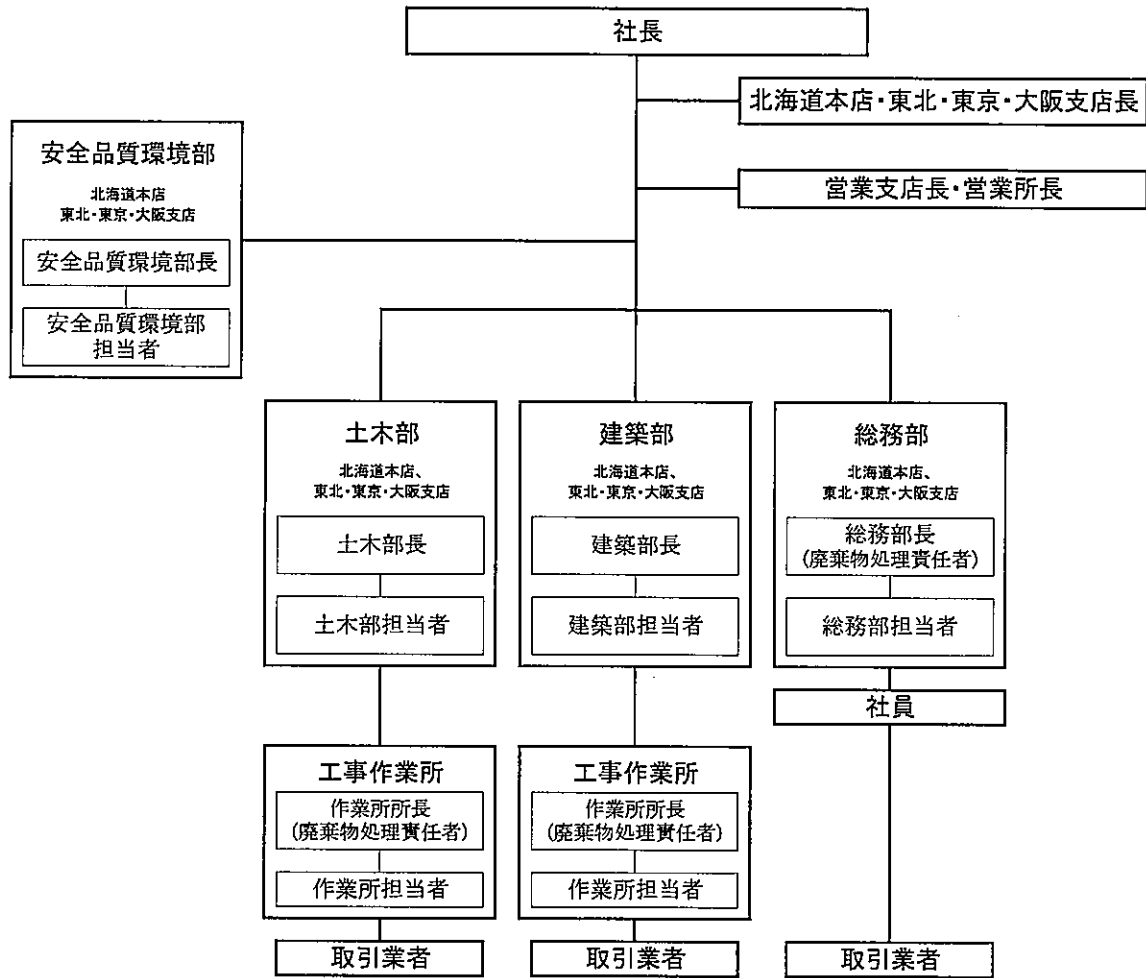 社長
北海道本店・東北・東京・大阪支店長
営業支店長・営業所長
安全品質環境部
北海道本店
東北・東京・大阪支店
安全品質環境部長
安全品質環境部
担当者
土木部
北海道本店、
東北・東京・大阪支店
土木部長
土木部担当者
建築部
北海道本店、
東北・東京・大阪支店
建築部長
建築部担当者
総務部
北海道本店、
東北・東京・大阪支店
総務部長
(廃棄物処理責任者)
総務部担当者
社員
工事作業所
作業所所長
(廃棄物処理責任者)
作業所担当者
取引業者
工事作業所
作業所所長
(廃棄物処理責任者)
作業所担当者
取引業者
取引業者